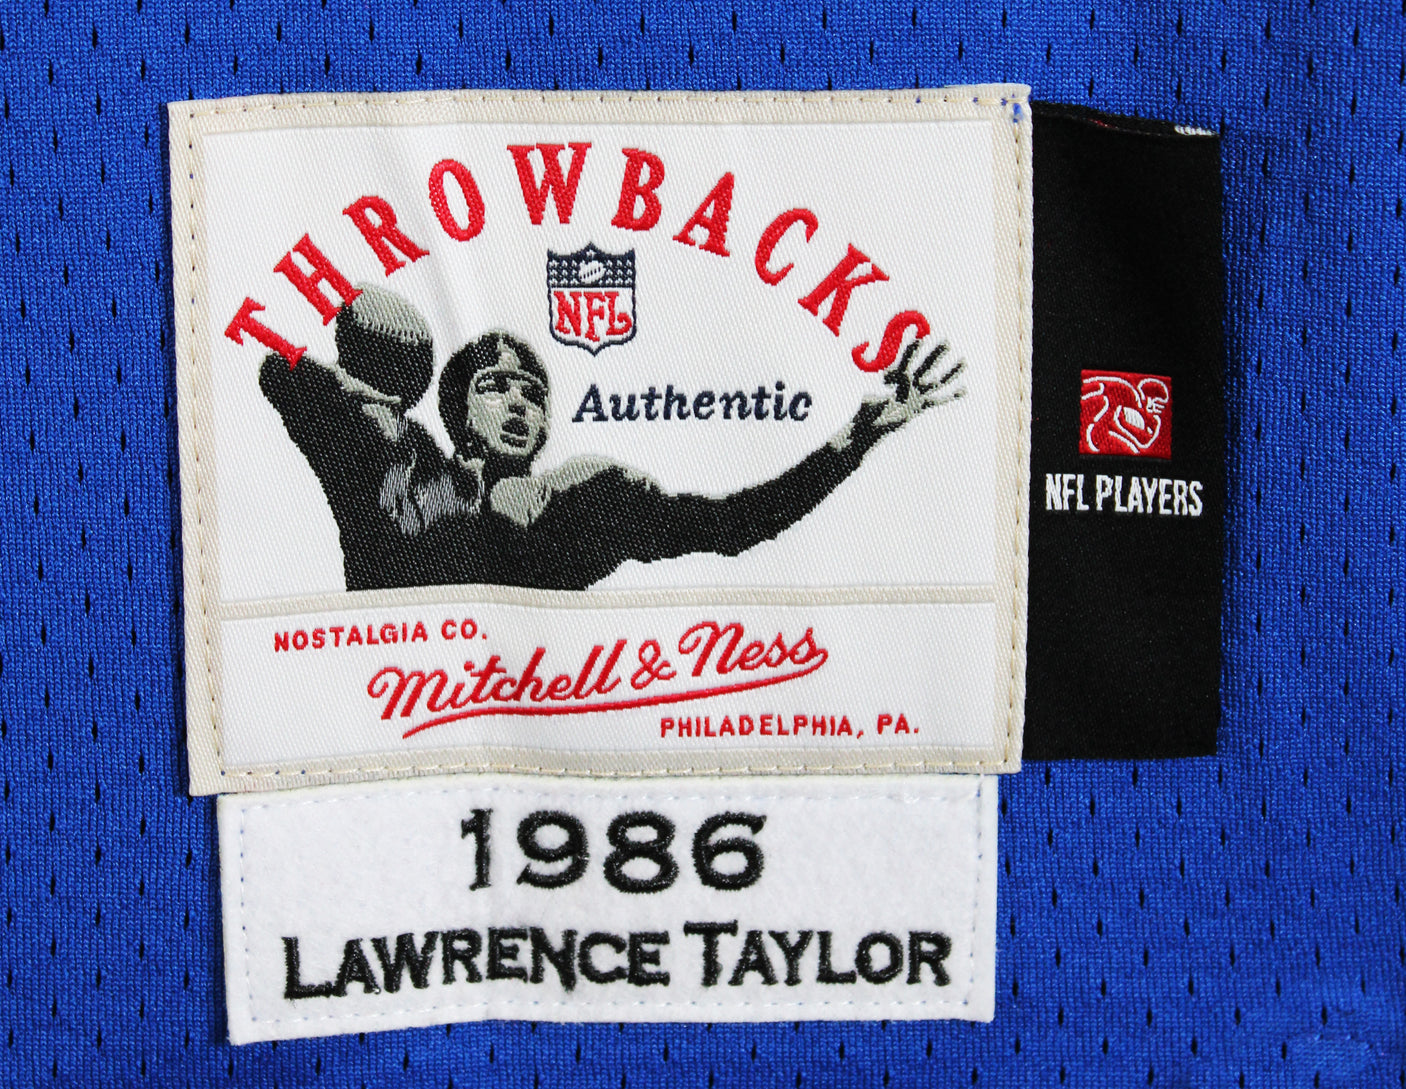 THROWBACKS
NFL
Authentic
NOSTALGIA CO.
Mitchell & Ness
PHILADELPHIA, PA.
NFL PLAYERS
1986
LAWRENCE TAYLOR